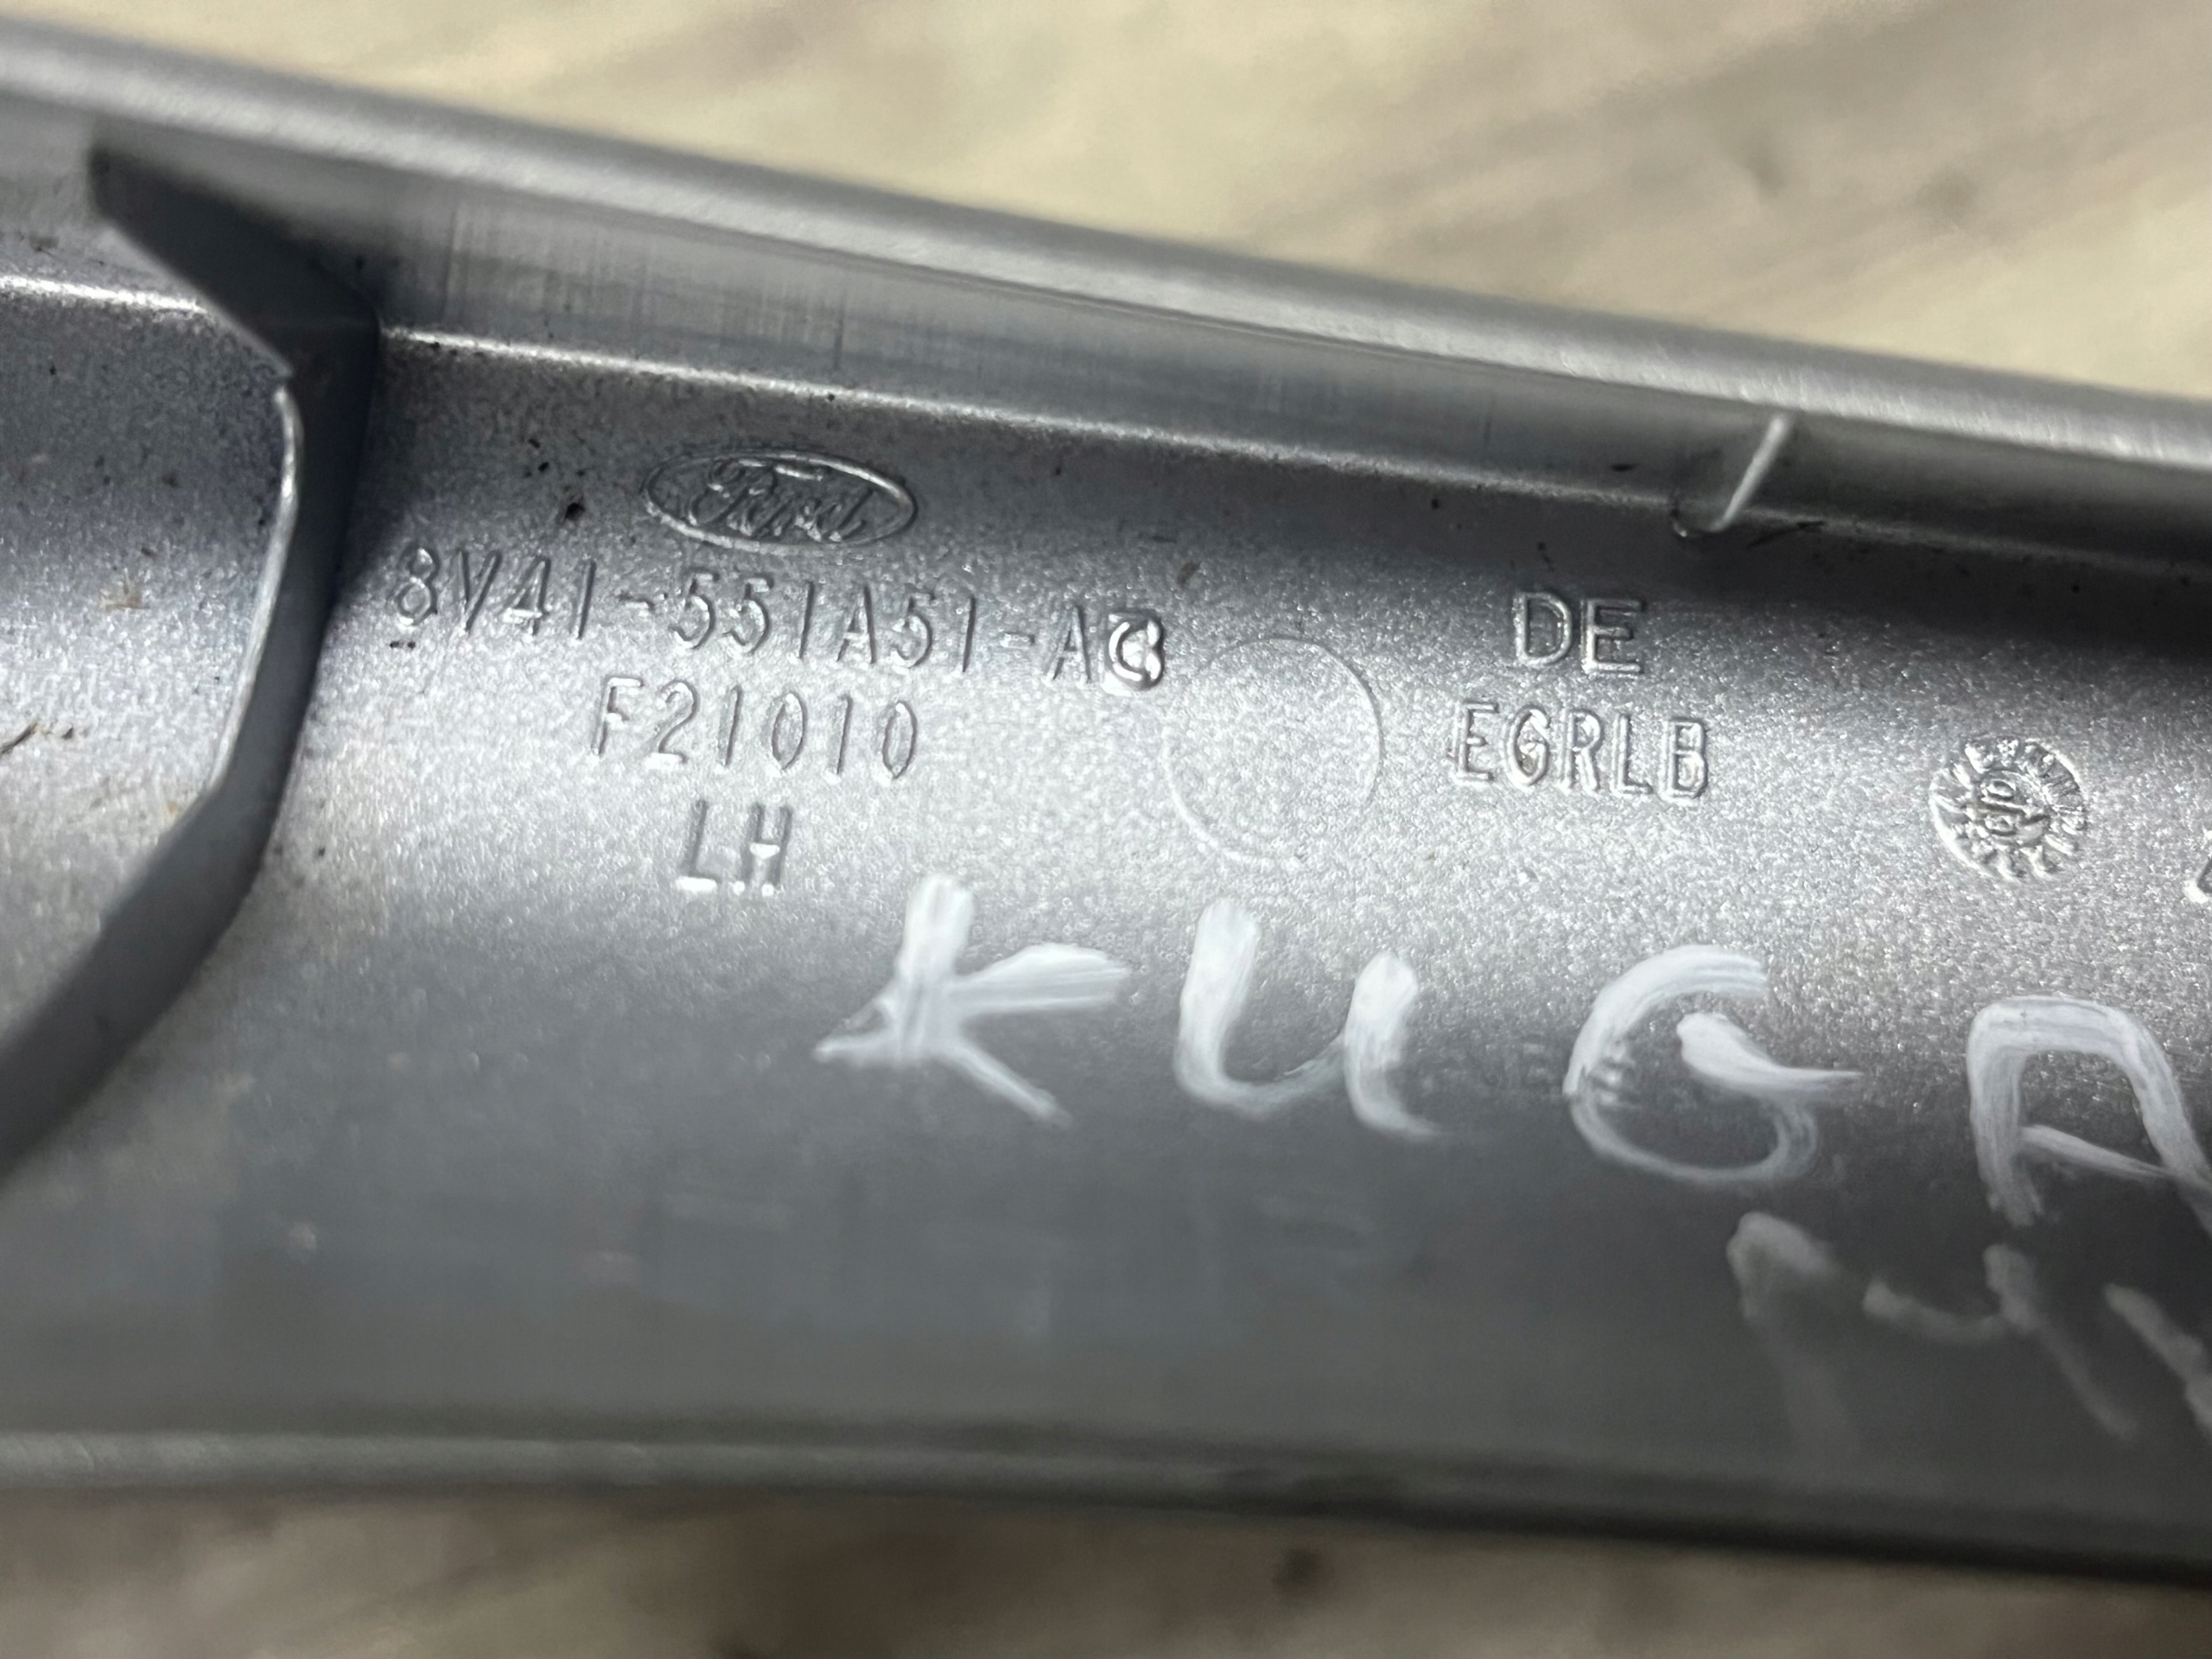 Ford
8V41-551A51-AC
F21010
LH
DE
EGRLB
KUGA